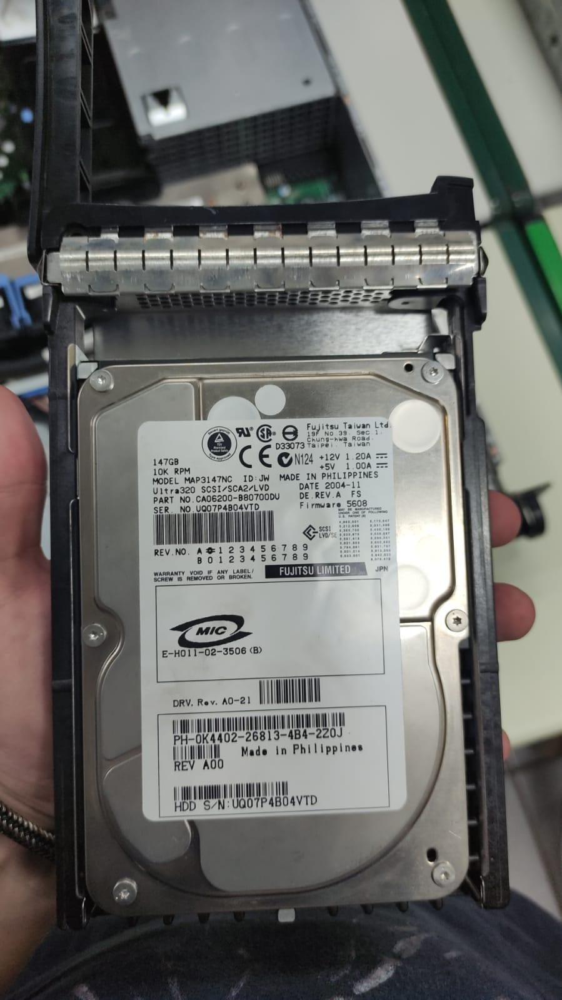 Fujitsu Taiwan Ltd.
19F No.39. Sec 1.
Chung-hwa Road.
D33073 Taipei. Taiwan
147GB
N124 +12V 1.20A
10K RPM
+5V 1.00A
MODEL MAP3147NC ID:JW MADE IN PHILIPPINES
Ultra320 SCSI/SCA2/LVD DATE 2004-11
PART NO.CA06200-B80700DU DE.REV.A FS
SER. NO.UQ07P4B04VTD Firmware 5608
MAY BE MANUFACTURED
UNDER ONE OF FOLLOWING
U.S. PATENT(S)
SCSI
LVD/SE
REV.NO. A 1 2 3 4 5 6 7 8 9
B 0 1 2 3 4 5 6 7 8 9
WARRANTY VOID IF ANY LABEL/
SCREW IS REMOVED OR BROKEN.
FUJITSU LIMITED JPN
MIC
E-H011-02-3506 (B)
DRV. Rev. A0-21
PH-0K4402-26813-4B4-2Z0J
Made in Philippines
REV A00
HDD S/N:UQ07P4B04VTD